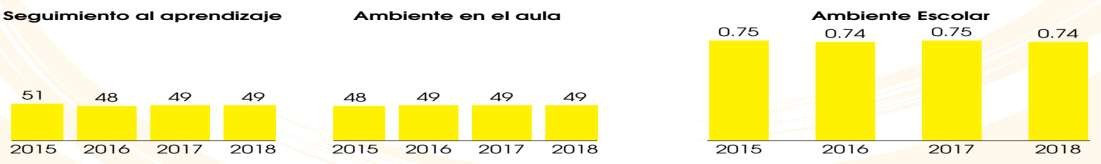 Seguimiento al aprendizaje
51 48 49 49
2015 2016 2017 2018
Ambiente en el aula
48 49 49 49
2015 2016 2017 2018
Ambiente Escolar
0.75 0.74 0.75 0.74
2015 2016 2017 2018